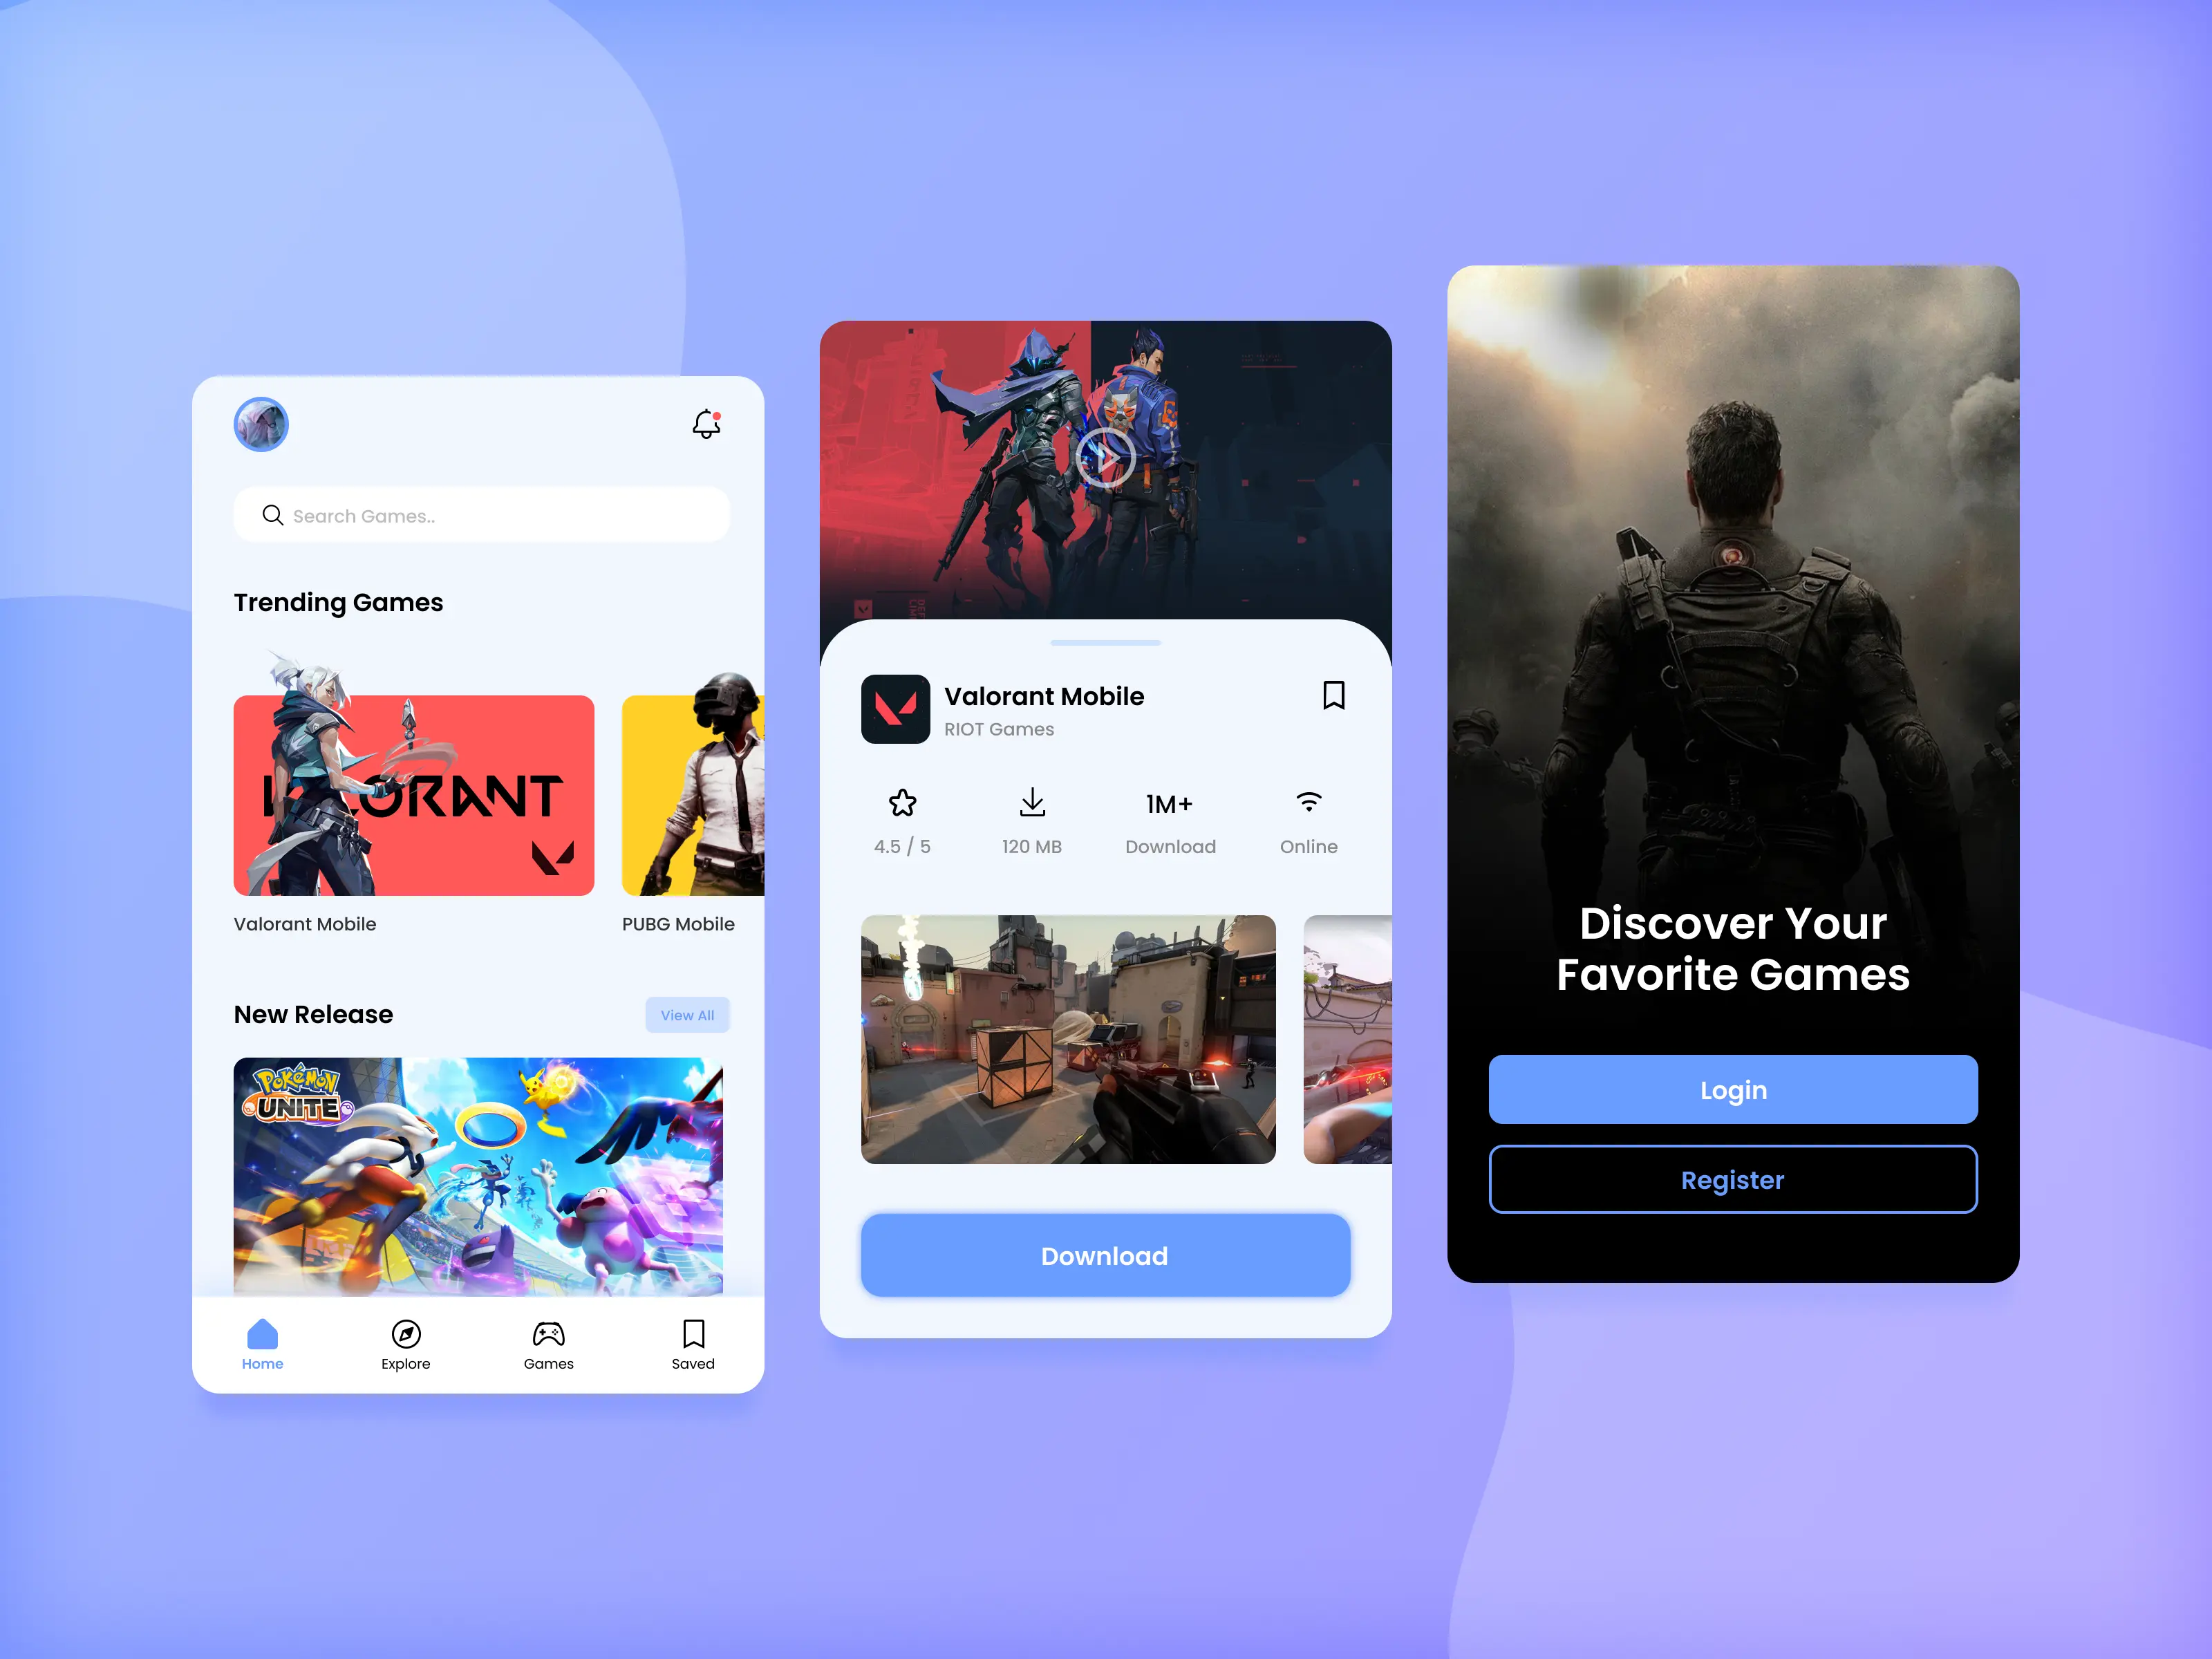 Search Games..
Trending Games
VALORANT
Valorant Mobile
PUBG Mobile
New Release
View All
POKéMON
UNITE
Home
Explore
Games
Saved
Valorant Mobile
RIOT Games
1M+
4.5 / 5
120 MB
Download
Online
Download
Discover Your
Favorite Games
Login
Register